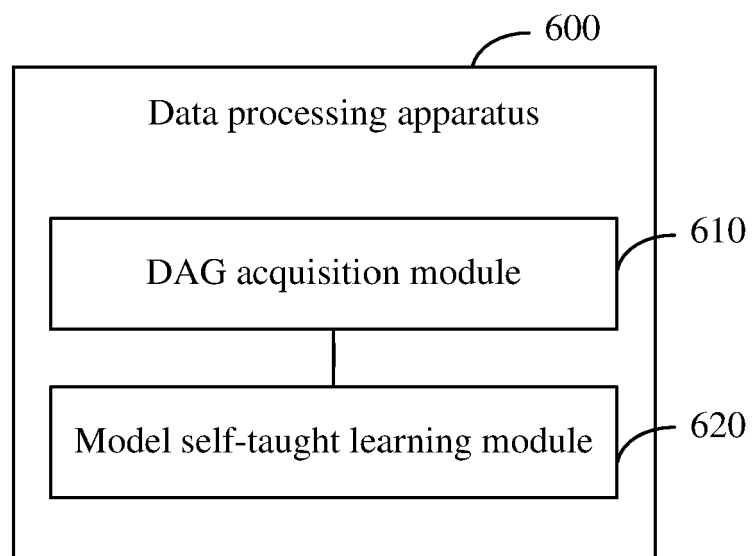 600
Data processing apparatus
610
DAG acquisition module
620
Model self-taught learning module